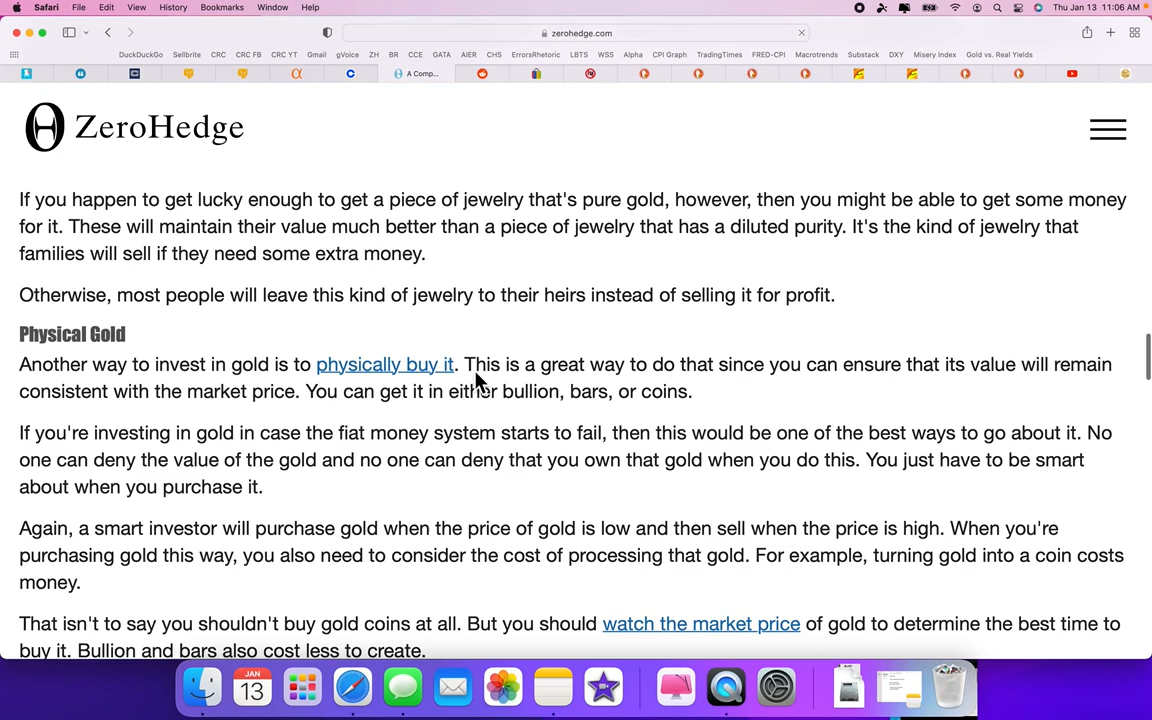 Safari File Edit View History Bookmarks Window Help Thu Jan 13 11:06 AM
zerohedge.com
DuckDuckGo Sellbrite CRC CRC FB CRC YT Gmail gVoice ZH BR CCE GATA AIER CHS ErrorsRhetoric LBTS WSS Alpha CPI Graph TradingTimes FRED-CPI Macrotrends Substack DXY Misery Index Gold vs. Real Yields
A Comp...
ZeroHedge
If you happen to get lucky enough to get a piece of jewelry that's pure gold, however, then you might be able to get some money
for it. These will maintain their value much better than a piece of jewelry that has a diluted purity. It's the kind of jewelry that
families will sell if they need some extra money.
Otherwise, most people will leave this kind of jewelry to their heirs instead of selling it for profit.
Physical Gold
Another way to invest in gold is to physically buy it. This is a great way to do that since you can ensure that its value will remain
consistent with the market price. You can get it in either bullion, bars, or coins.
If you're investing in gold in case the fiat money system starts to fail, then this would be one of the best ways to go about it. No
one can deny the value of the gold and no one can deny that you own that gold when you do this. You just have to be smart
about when you purchase it.
Again, a smart investor will purchase gold when the price of gold is low and then sell when the price is high. When you're
purchasing gold this way, you also need to consider the cost of processing that gold. For example, turning gold into a coin costs
money.
That isn't to say you shouldn't buy gold coins at all. But you should watch the market price of gold to determine the best time to
buy it. Bullion and bars also cost less to create.
JAN
13